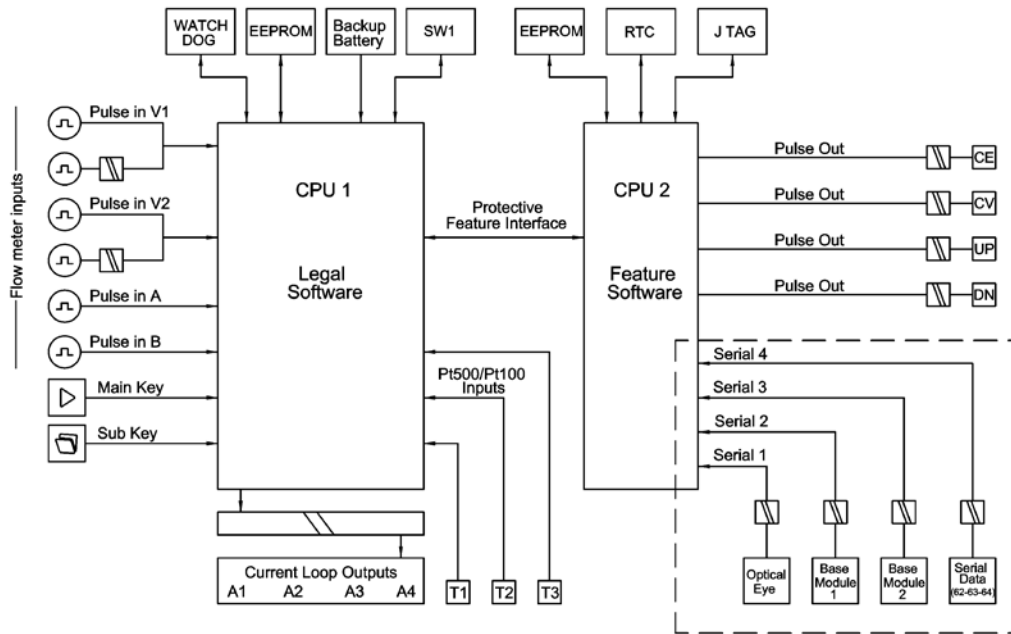 WATCH
DOG
EEPROM
Backup
Battery
SW1
EEPROM
RTC
J TAG
Flow meter inputs
Pulse in V1
Pulse in V2
Pulse in A
Pulse in B
Main Key
Sub Key
CPU 1
Legal
Software
Protective
Feature Interface
Pt500/Pt100
Inputs
CPU 2
Feature
Software
Pulse Out
CE
Pulse Out
CV
Pulse Out
UP
Pulse Out
DN
Serial 4
Serial 3
Serial 2
Serial 1
Current Loop Outputs
A1 A2 A3 A4
T1
T2
T3
Optical
Eye
Base
Module
1
Base
Module
2
Serial
Data
(62-63-64)